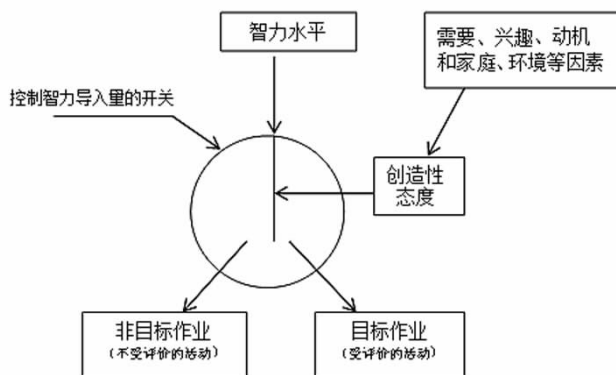 智力水平
需要、兴趣、动机
和家庭、环境等因素
控制智力导入量的开关
创造性
态度
非目标作业
（不受评价的活动）
目标作业
（受评价的活动）